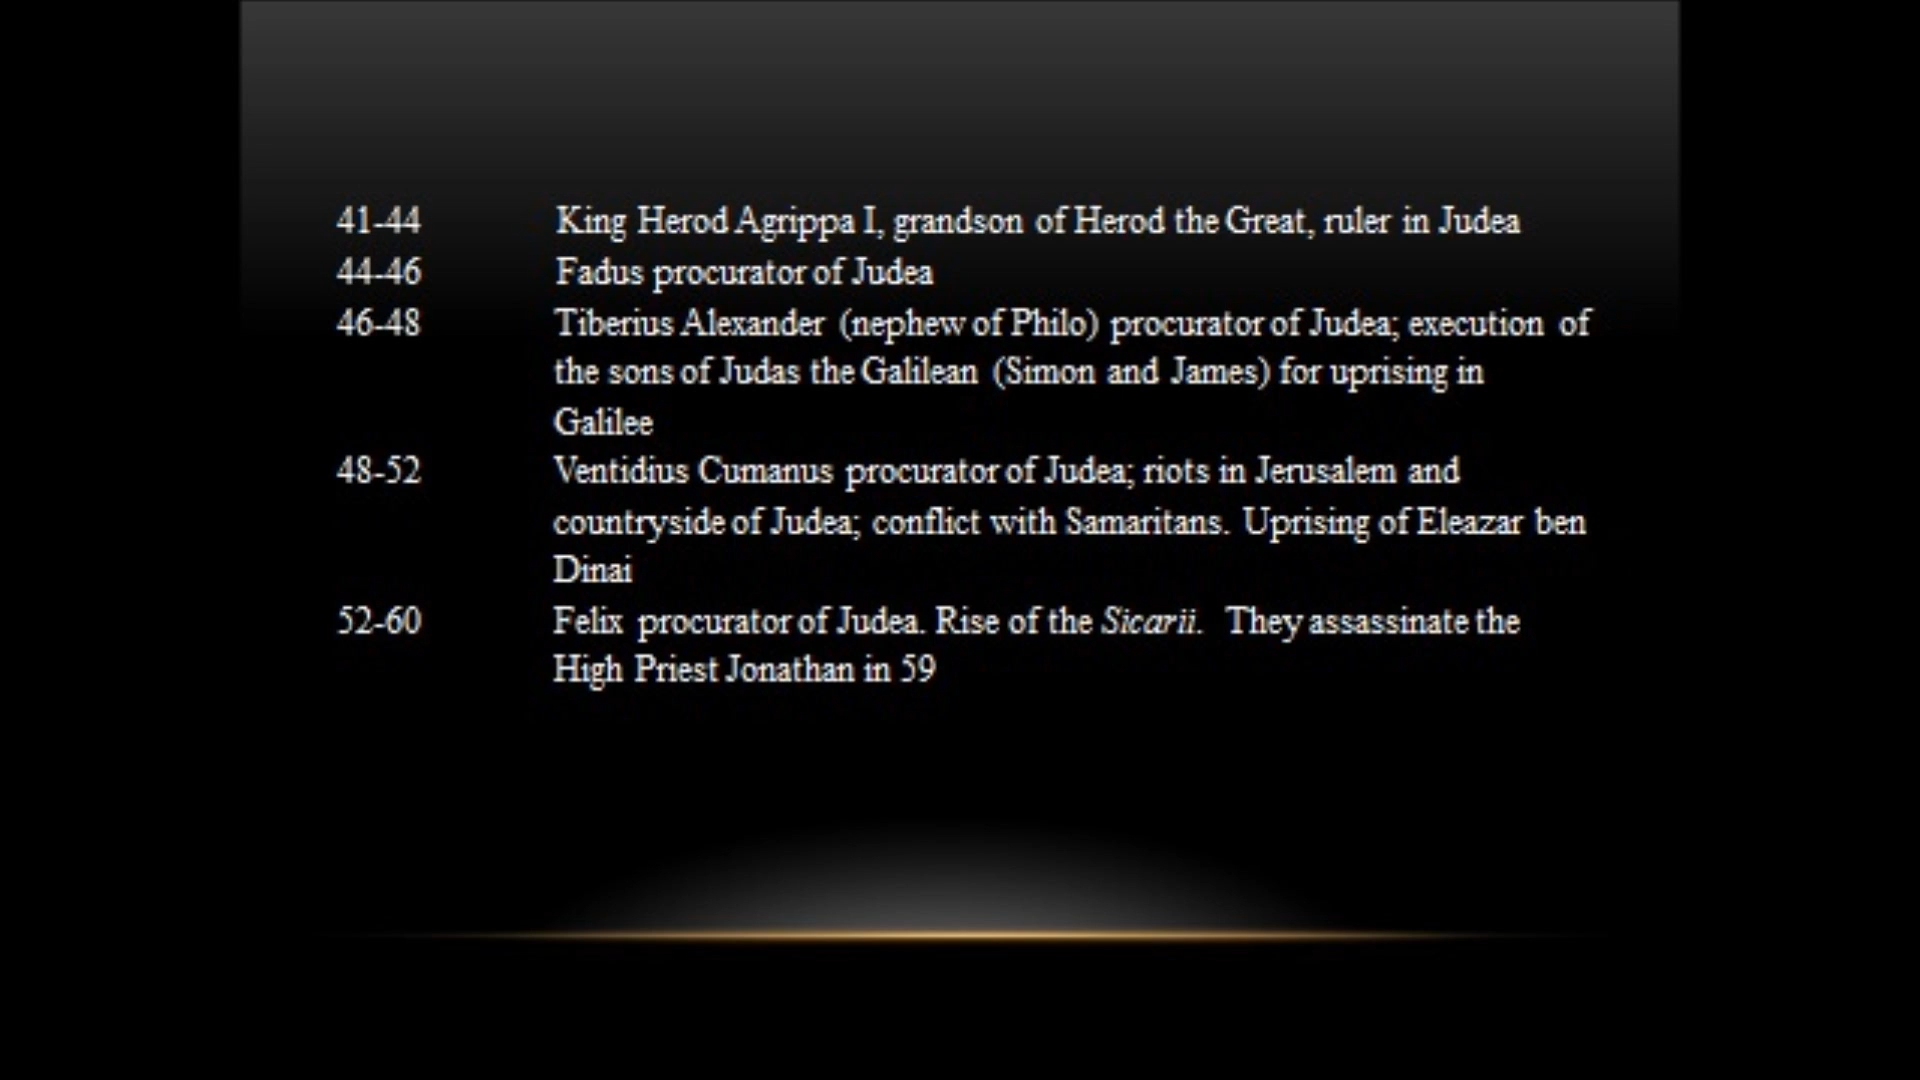 41-44 King Herod Agrippa I, grandson of Herod the Great, ruler in Judea
44-46 Fadus procurator of Judea
46-48 Tiberius Alexander (nephew of Philo) procurator of Judea; execution of
the sons of Judas the Galilean (Simon and James) for uprising in
Galilee
48-52 Ventidius Cumanus procurator of Judea; riots in Jerusalem and
countryside of Judea; conflict with Samaritans. Uprising of Eleazar ben
Dinai
52-60 Felix procurator of Judea. Rise of the Sicarii. They assassinate the
High Priest Jonathan in 59